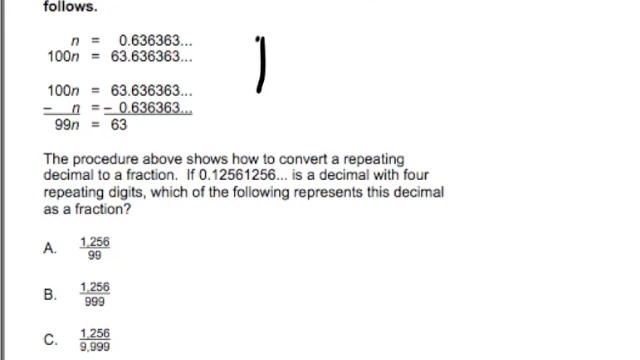 follows.
n = 0.636363...
100n = 63.636363...
100n = 63.636363...
– n = – 0.636363...
99n = 63
The procedure above shows how to convert a repeating
decimal to a fraction. If 0.12561256... is a decimal with four
repeating digits, which of the following represents this decimal
as a fraction?
A. 1,256/99
B. 1,256/999
C. 1,256/9,999